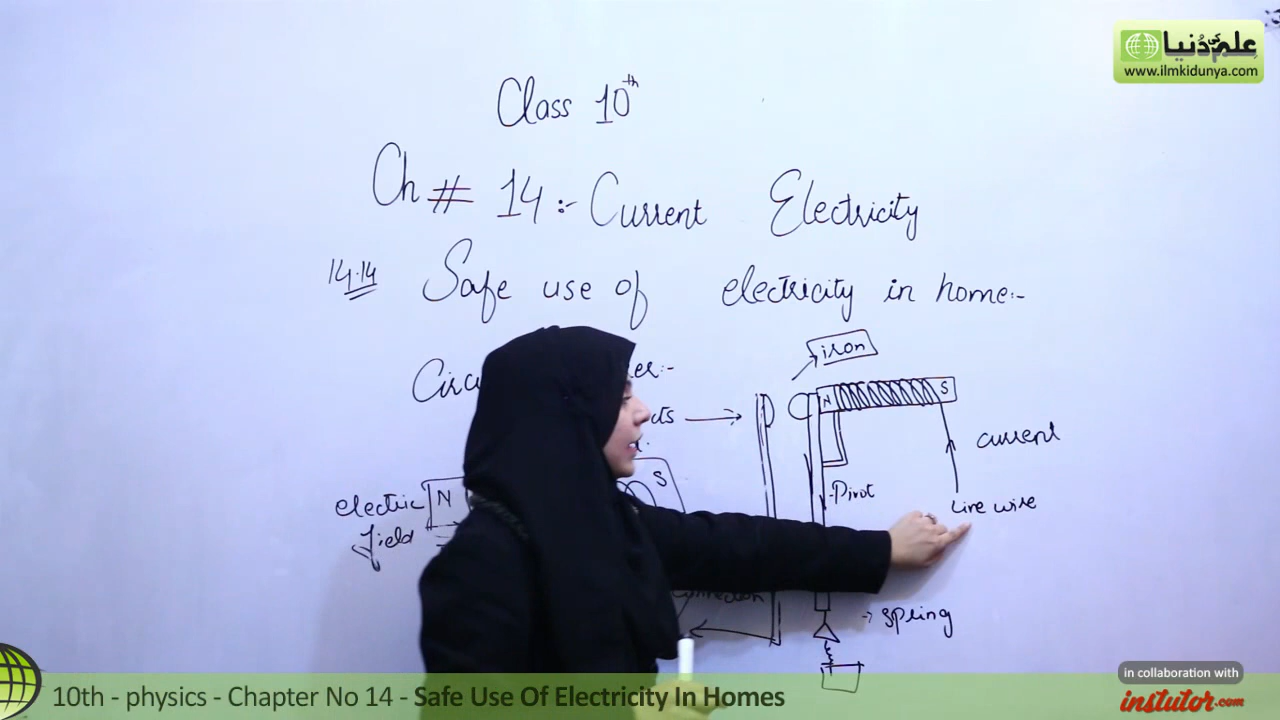 علم کی دُنیا
www.ilmkidunya.com
Class 10th
Ch # 14 :- Current Electricity
14.14 Safe use of electricity in home:-
iron
N S
current
Pivot
Live wire
electric N S
field
→ spring
in collaboration with
instutor.com
10th - physics - Chapter No 14 - Safe Use Of Electricity In Homes